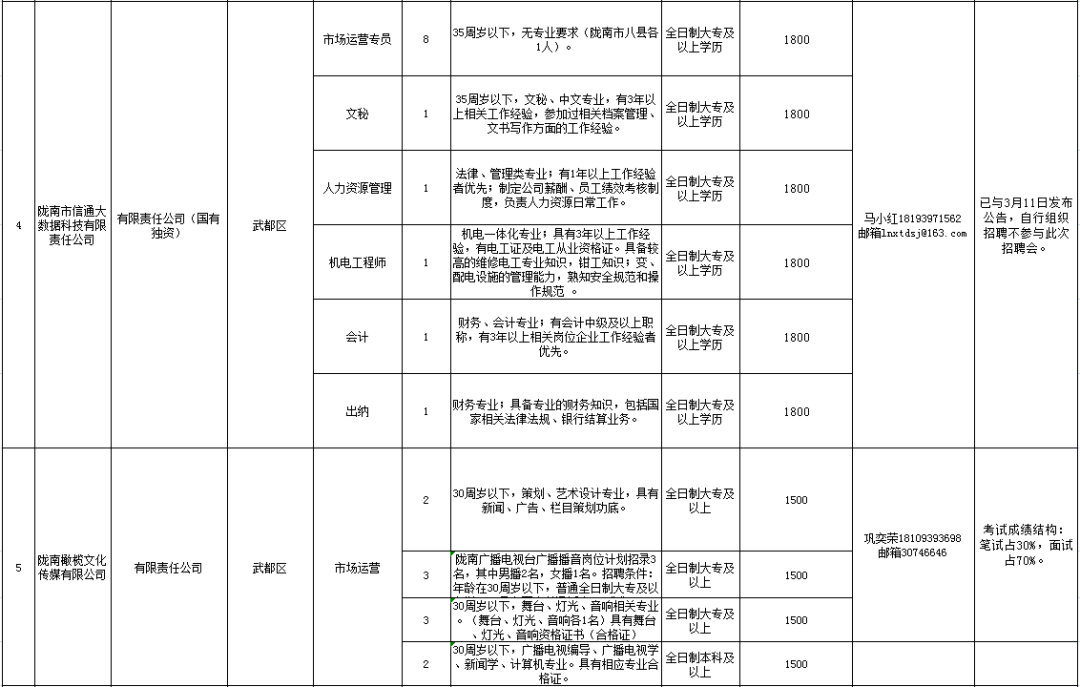 4
陇南市信通大
数据科技有限
责任公司
有限责任公司（国有
独资）
武都区
市场运营专员
8
35周岁以下，无专业要求（陇南市八县各
1人）。
全日制大专及
以上学历
1800
文秘
1
35周岁以下，文秘、中文专业，有3年以
上相关工作经验，参加过相关档案管理、
文书写作方面的工作经验。
全日制大专及
以上学历
1800
人力资源管理
1
法律、管理类专业；有1年以上工作经验
者优先；制定公司薪酬、员工绩效考核制
度，负责人力资源日常工作。
全日制大专及
以上学历
1800
机电工程师
1
机电一体化专业；具有3年以上工作经
验，有电工证及电工从业资格证。具备较
高的维修电工专业知识，钳工知识；变、
配电设施的管理能力，熟知安全规范和操
作规范 。
全日制大专及
以上学历
1800
会计
1
财务、会计专业；有会计中级及以上职
称，有3年以上相关岗位企业工作经验者
优先。
全日制大专及
以上学历
1800
出纳
1
财务专业；具备专业的财务知识，包括国
家相关法律法规、银行结算业务。
全日制大专及
以上学历
1800
马小红18193971562
邮箱lnxtdsj@163.com
已与3月11日发布
公告，自行组织
招聘不参与此次
招聘会。
5
陇南橄榄文化
传媒有限公司
有限责任公司
武都区
市场运营
2
30周岁以下，策划、艺术设计专业，具有
新闻、广告、栏目策划功底。
全日制大专及
以上
1500
3
陇南广播电视台广播播音岗位计划招录3
名，其中男播2名，女播1名。招聘条件：
年龄在30周岁以下，普通全日制大专及以
全日制大专及
以上
1500
3
30周岁以下，舞台、灯光、音响相关专业
。（舞台、灯光、音响各1名）具有舞台
、灯光、音响资格证书（合格证）
全日制大专及
以上
1500
2
30周岁以下，广播电视编导、广播电视学
、新闻学、计算机专业。具有相应专业合
格证。
全日制本科及
以上
1500
巩奕荣18109393698
邮箱30746646
考试成绩结构：
笔试占30%，面试
占70%。